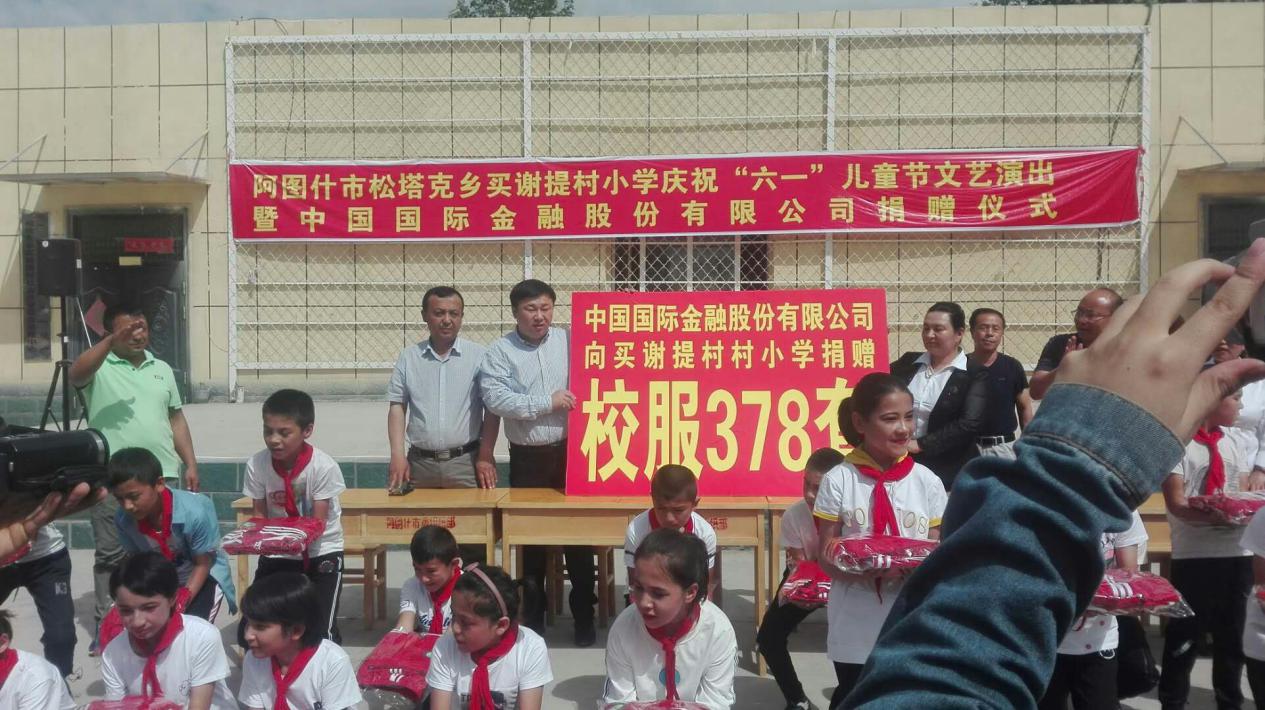 阿图什市松塔克乡买谢提村小学庆祝“六一”儿童节文艺演出
暨中国国际金融股份有限公司捐赠仪式
中国国际金融股份有限公司
向买谢提村村小学捐赠
校服378套